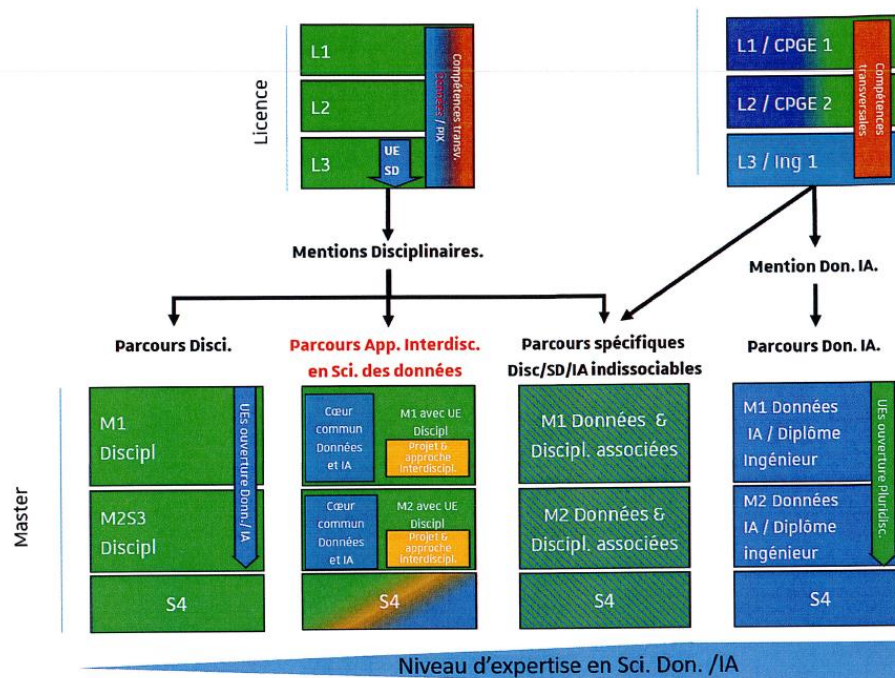 Licence
L1
L2
L3
UE
SD
Compétences transv.
Données / PIX
L1 / CPGE 1
L2 / CPGE 2
L3 / Ing 1
Compétences
transversales
Mentions Disciplinaires.
Mention Don. IA.
Parcours Disci.
Parcours App. Interdisc.
en Sci. des données
Parcours spécifiques
Disc/SD/IA indissociables
Parcours Don. IA.
Master
M1
Discipl
M2S3
Discipl
UEs ouverture Donn./ IA
S4
Cœur
commun
Données
et IA
M1 avec UE
Discipl
Projet &
approche
Interdiscipl.
Cœur
commun
Données
et IA
M2 avec UE
Discipl
Projet &
approche
Interdiscipl.
S4
M1 Données &
Discipl. associées
M2 Données &
Discipl. associées
S4
M1 Données
IA / Diplôme
Ingénieur
M2 Données
IA / Diplôme
ingénieur
UEs ouverture Pluridisc.
S4
Niveau d'expertise en Sci. Don. /IA